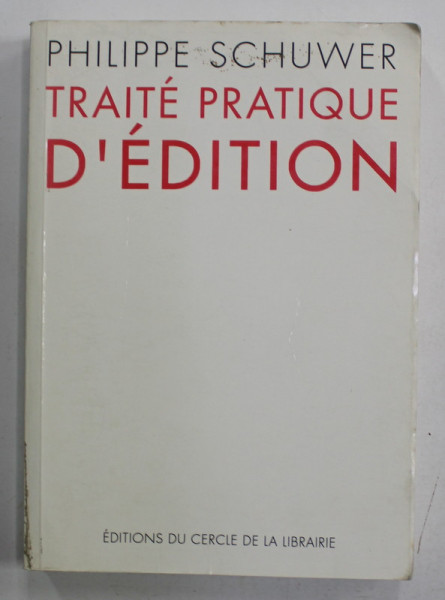 PHILIPPE SCHUWER
TRAITÉ PRATIQUE
D'ÉDITION
ÉDITIONS DU CERCLE DE LA LIBRAIRIE